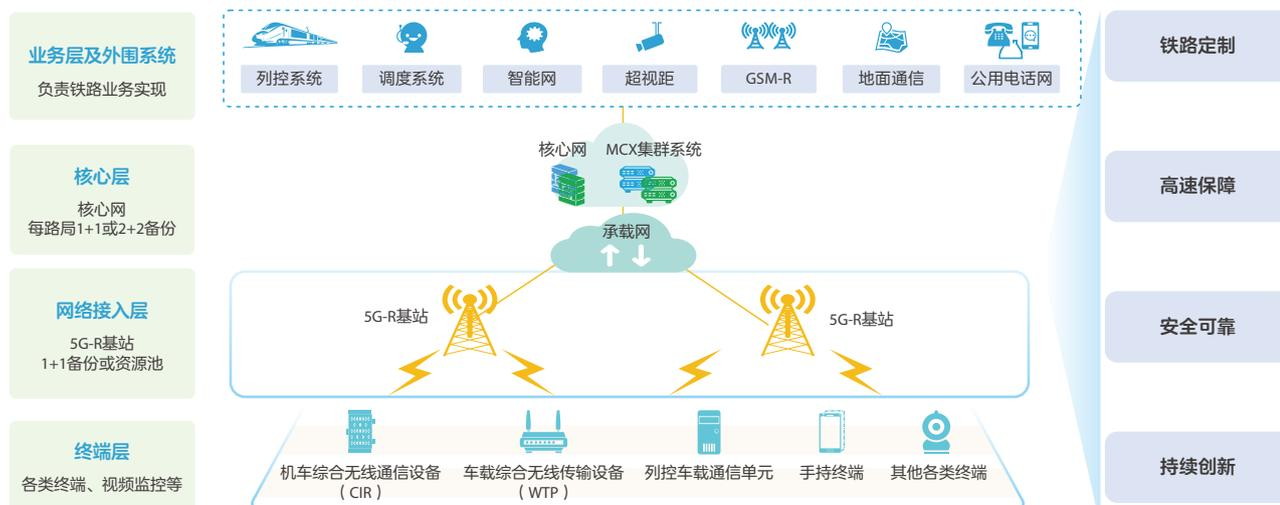 业务层及外围系统
负责铁路业务实现
列控系统
调度系统
智能网
超视距
GSM-R
地面通信
公用电话网
铁路定制
核心层
核心网
每路局1+1或2+2备份
核心网
MCX集群系统
承载网
高速保障
网络接入层
5G-R基站
1+1备份或资源池
5G-R基站
5G-R基站
安全可靠
终端层
各类终端、视频监控等
机车综合无线通信设备
（CIR）
车载综合无线传输设备
（WTP）
列控车载通信单元
手持终端
其他各类终端
持续创新